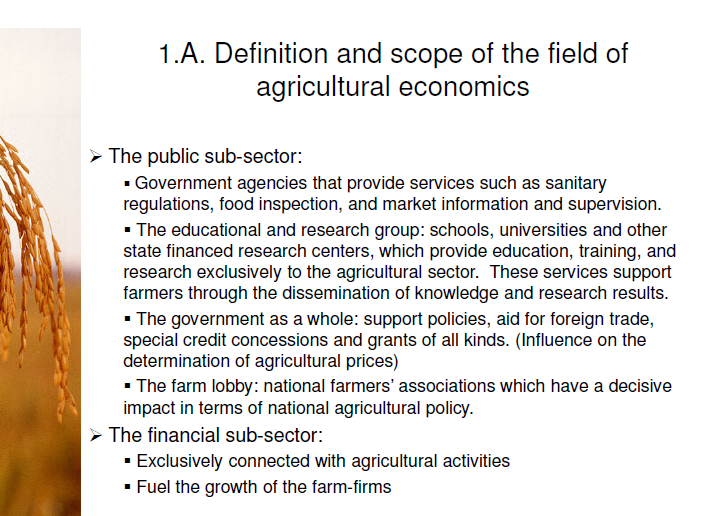 1.A. Definition and scope of the field of
agricultural economics
➢ The public sub-sector:
▪ Government agencies that provide services such as sanitary
regulations, food inspection, and market information and supervision.
▪ The educational and research group: schools, universities and other
state financed research centers, which provide education, training, and
research exclusively to the agricultural sector.  These services support
farmers through the dissemination of knowledge and research results.
▪ The government as a whole: support policies, aid for foreign trade,
special credit concessions and grants of all kinds. (Influence on the
determination of agricultural prices)
▪ The farm lobby: national farmers’ associations which have a decisive
impact in terms of national agricultural policy.
➢ The financial sub-sector:
▪ Exclusively connected with agricultural activities
▪ Fuel the growth of the farm-firms